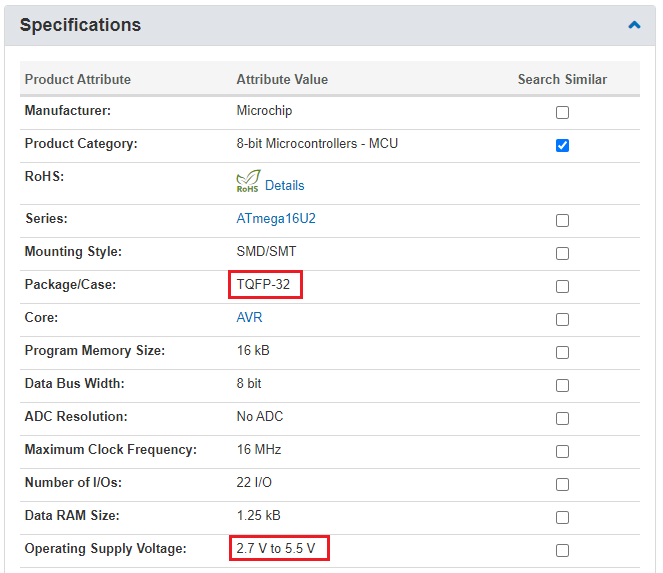 Specifications
Product Attribute Attribute Value Search Similar
Manufacturer: Microchip
Product Category: 8-bit Microcontrollers - MCU
RoHS: RoHS Details
Series: ATmega16U2
Mounting Style: SMD/SMT
Package/Case: TQFP-32
Core: AVR
Program Memory Size: 16 kB
Data Bus Width: 8 bit
ADC Resolution: No ADC
Maximum Clock Frequency: 16 MHz
Number of I/Os: 22 I/O
Data RAM Size: 1.25 kB
Operating Supply Voltage: 2.7 V to 5.5 V